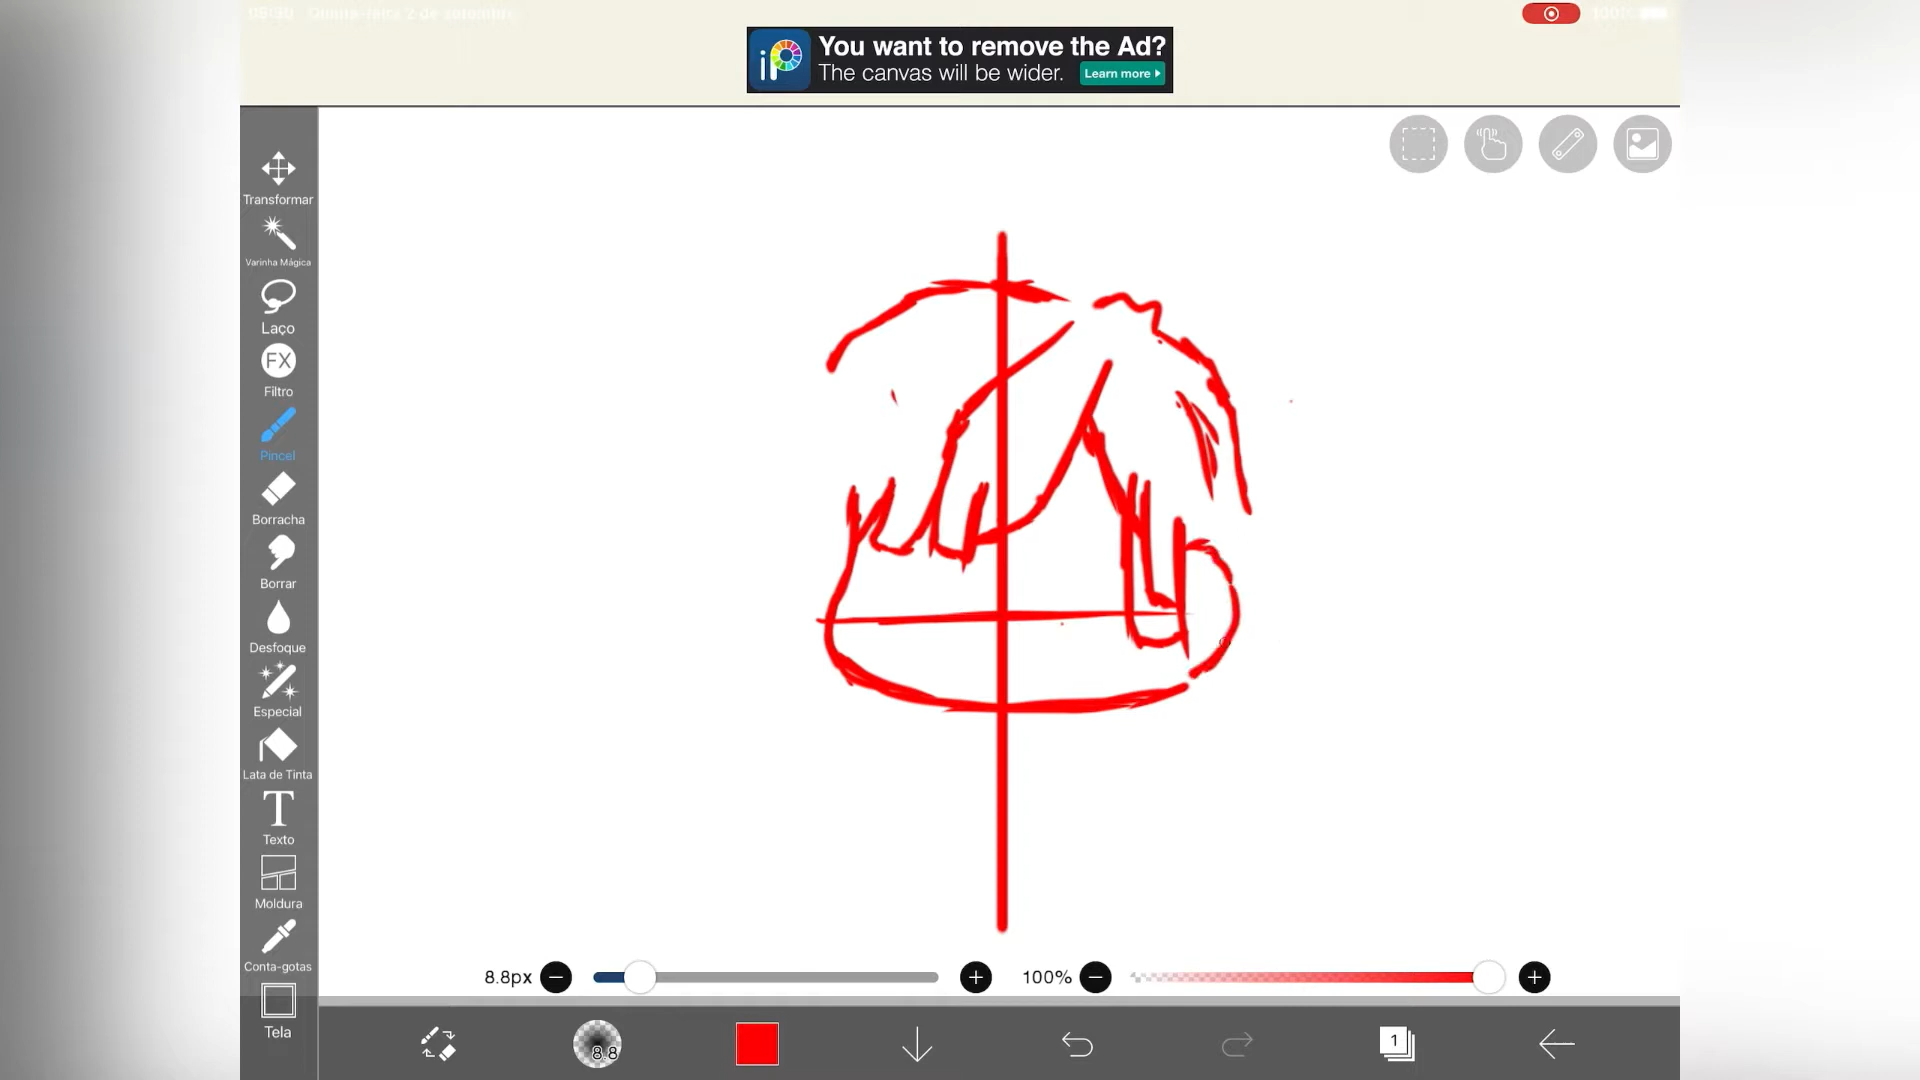 You want to remove the Ad?
The canvas will be wider.
Learn more
iP
Transformar
Varinha Mágica
Laço
FX
Filtro
Pincel
Borracha
Borrar
Desfoque
Especial
Lata de Tinta
T
Texto
Moldura
Conta-gotas
Tela
8.8px
100%
8.8
1